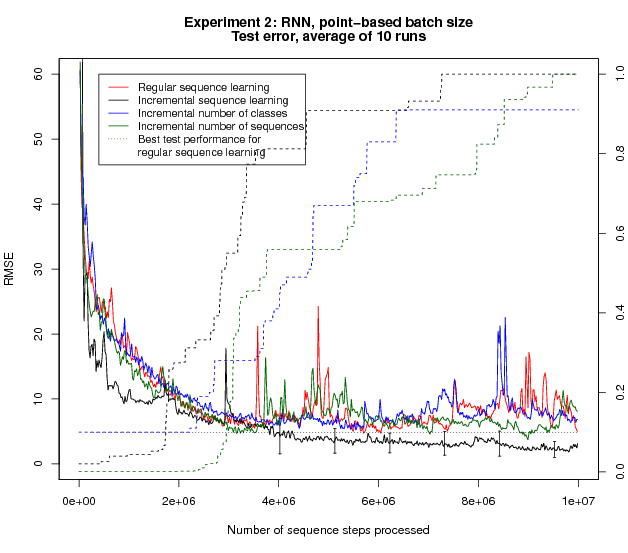 Experiment 2: RNN, point-based batch size
Test error, average of 10 runs
Regular sequence learning
Incremental sequence learning
Incremental number of classes
Incremental number of sequences
Best test performance for
regular sequence learning
RMSE
60
50
40
30
20
10
0
1.0
0.8
0.6
0.4
0.2
0.0
0e+00
2e+06
4e+06
6e+06
8e+06
1e+07
Number of sequence steps processed